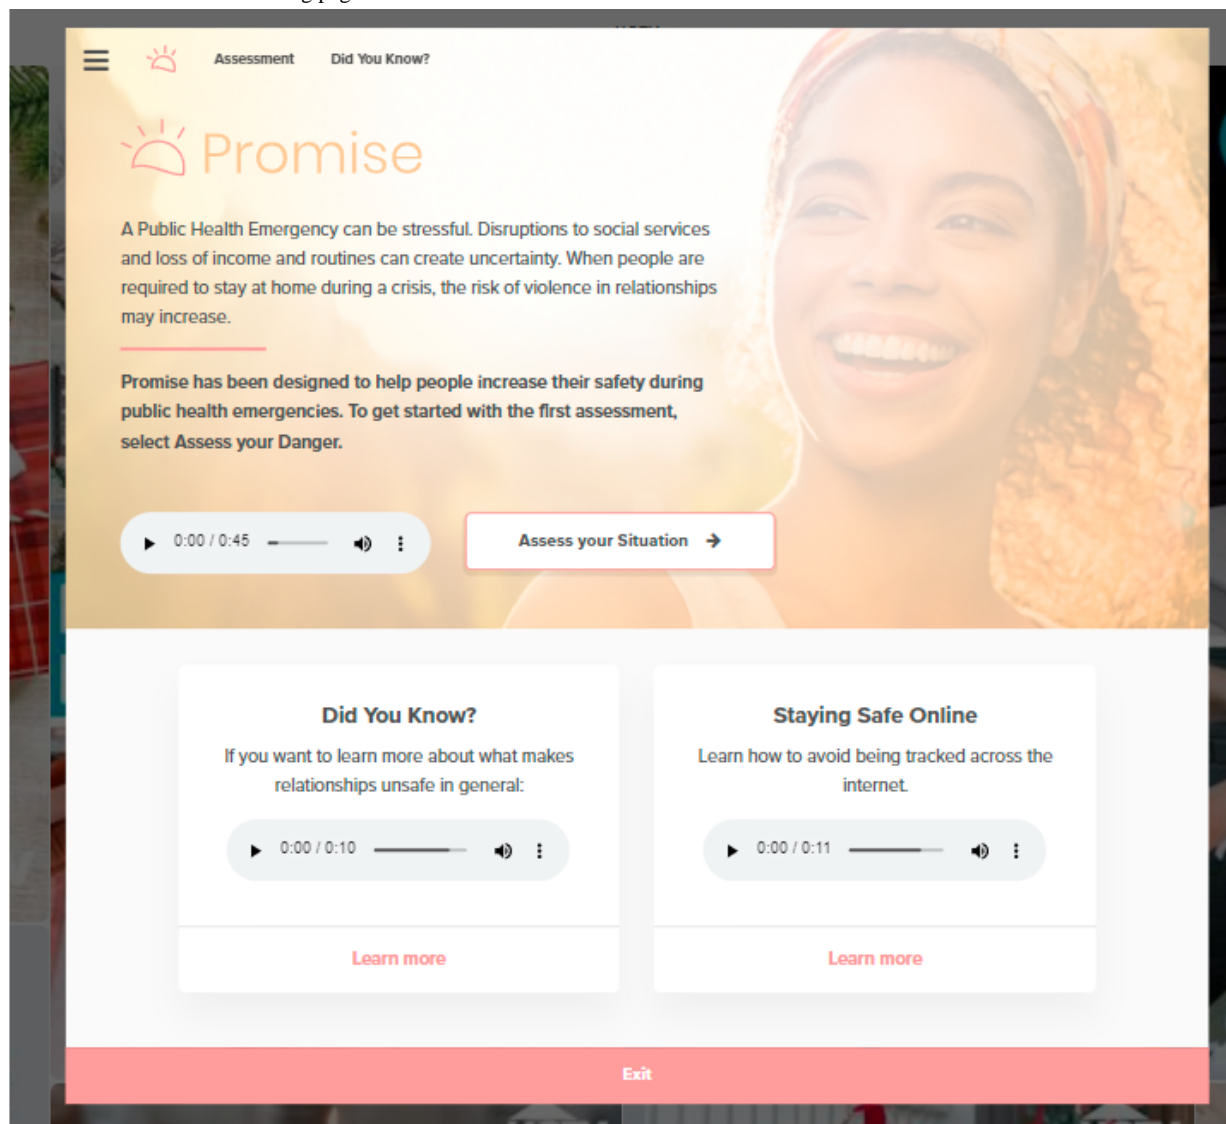 Assessment Did You Know?
Promise
A Public Health Emergency can be stressful. Disruptions to social services
and loss of income and routines can create uncertainty. When people are
required to stay at home during a crisis, the risk of violence in relationships
may increase.
Promise has been designed to help people increase their safety during
public health emergencies. To get started with the first assessment,
select Assess your Danger.
0:00 / 0:45
Assess your Situation
Did You Know?
If you want to learn more about what makes
relationships unsafe in general:
0:00 / 0:10
Learn more
Staying Safe Online
Learn how to avoid being tracked across the
internet.
0:00 / 0:11
Learn more
Exit